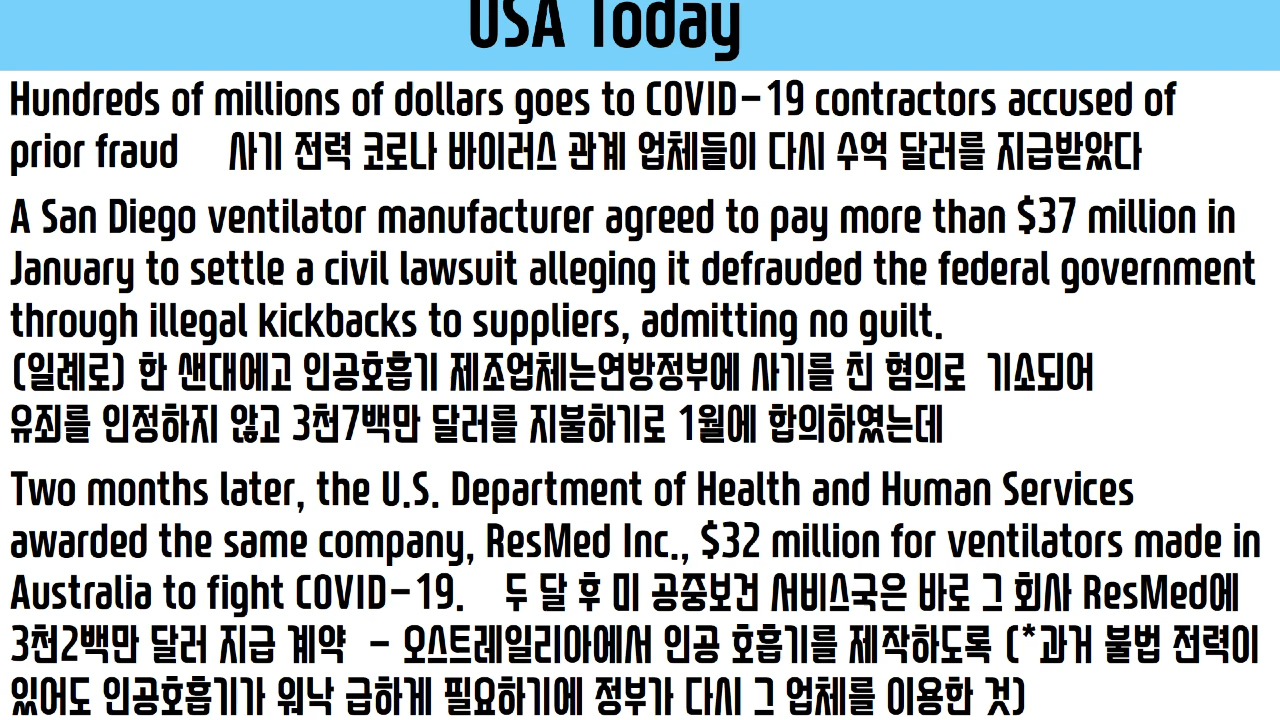 USA Today
Hundreds of millions of dollars goes to COVID-19 contractors accused of
prior fraud 사기 전력 코로나 바이러스 관계 업체들이 다시 수억 달러를 지급받았다
A San Diego ventilator manufacturer agreed to pay more than $37 million in
January to settle a civil lawsuit alleging it defrauded the federal government
through illegal kickbacks to suppliers, admitting no guilt.
(일례로) 한 샌대에고 인공호흡기 제조업체는연방정부에 사기를 친 혐의로 기소되어
유죄를 인정하지 않고 3천7백만 달러를 지불하기로 1월에 합의하였는데
Two months later, the U.S. Department of Health and Human Services
awarded the same company, ResMed Inc., $32 million for ventilators made in
Australia to fight COVID-19. 두 달 후 미 공중보건 서비스국은 바로 그 회사 ResMed에
3천2백만 달러 지급 계약 - 오스트레일리아에서 인공 호흡기를 제작하도록 (*과거 불법 전력이
있어도 인공호흡기가 워낙 급하게 필요하기에 정부가 다시 그 업체를 이용한 것)